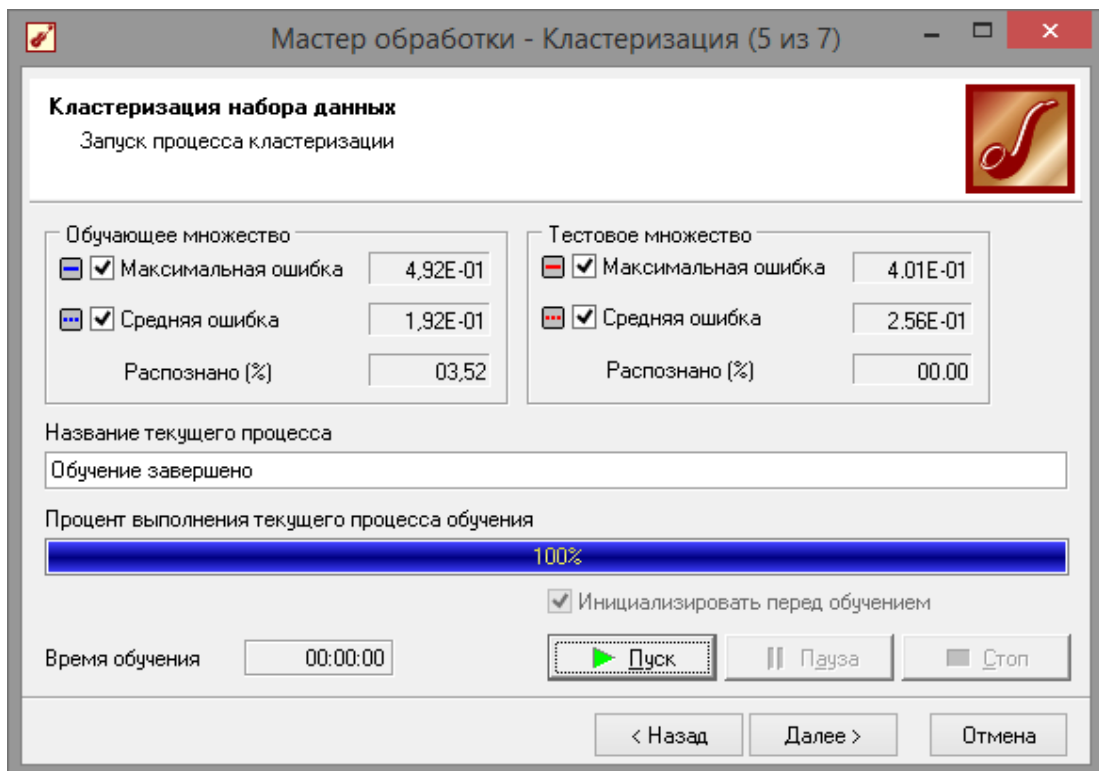 Мастер обработки - Кластеризация (5 из 7)
Кластеризация набора данных
Запуск процесса кластеризации
Обучающее множество
Максимальная ошибка 4,92E-01
Средняя ошибка 1,92E-01
Распознано (%) 03,52
Тестовое множество
Максимальная ошибка 4.01E-01
Средняя ошибка 2.56E-01
Распознано (%) 00.00
Название текущего процесса
Обучение завершено
Процент выполнения текущего процесса обучения
100%
Инициализировать перед обучением
Время обучения 00:00:00 Пуск Пауза Стоп
< Назад Далее > Отмена